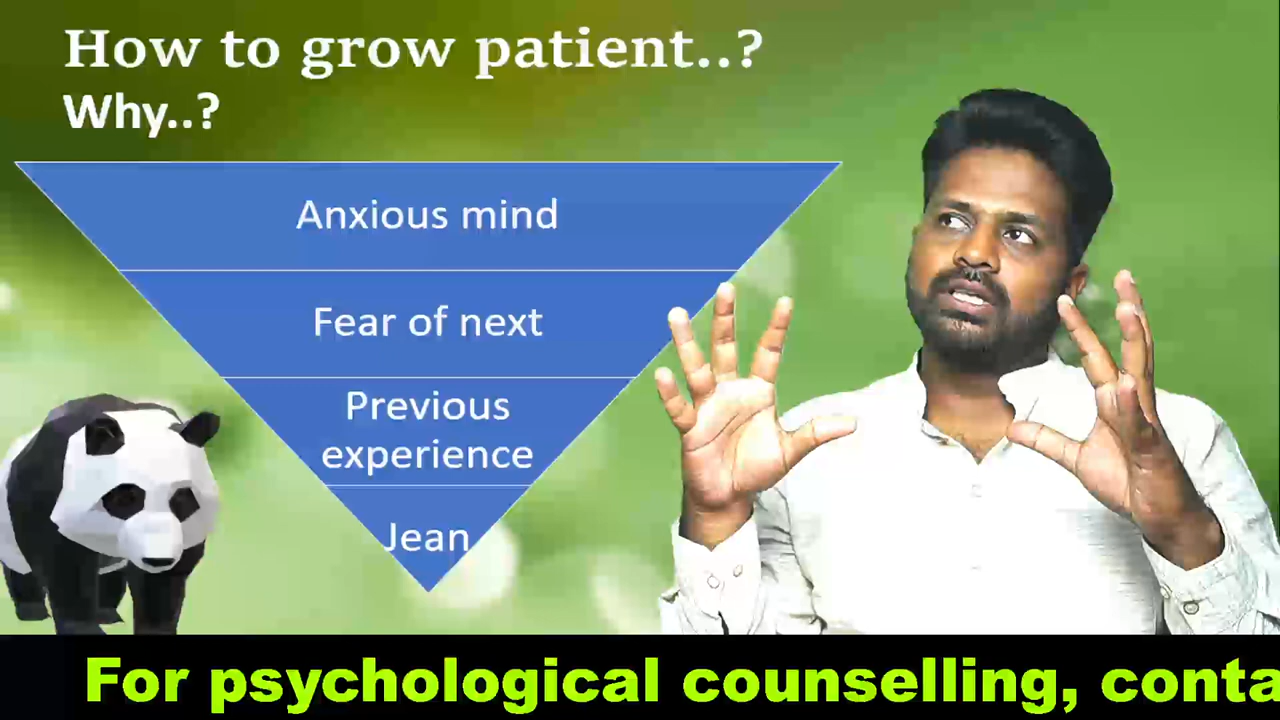 How to grow patient..?
Why..?
Anxious mind
Fear of next
Previous
experience
Jean
For psychological counselling, conta